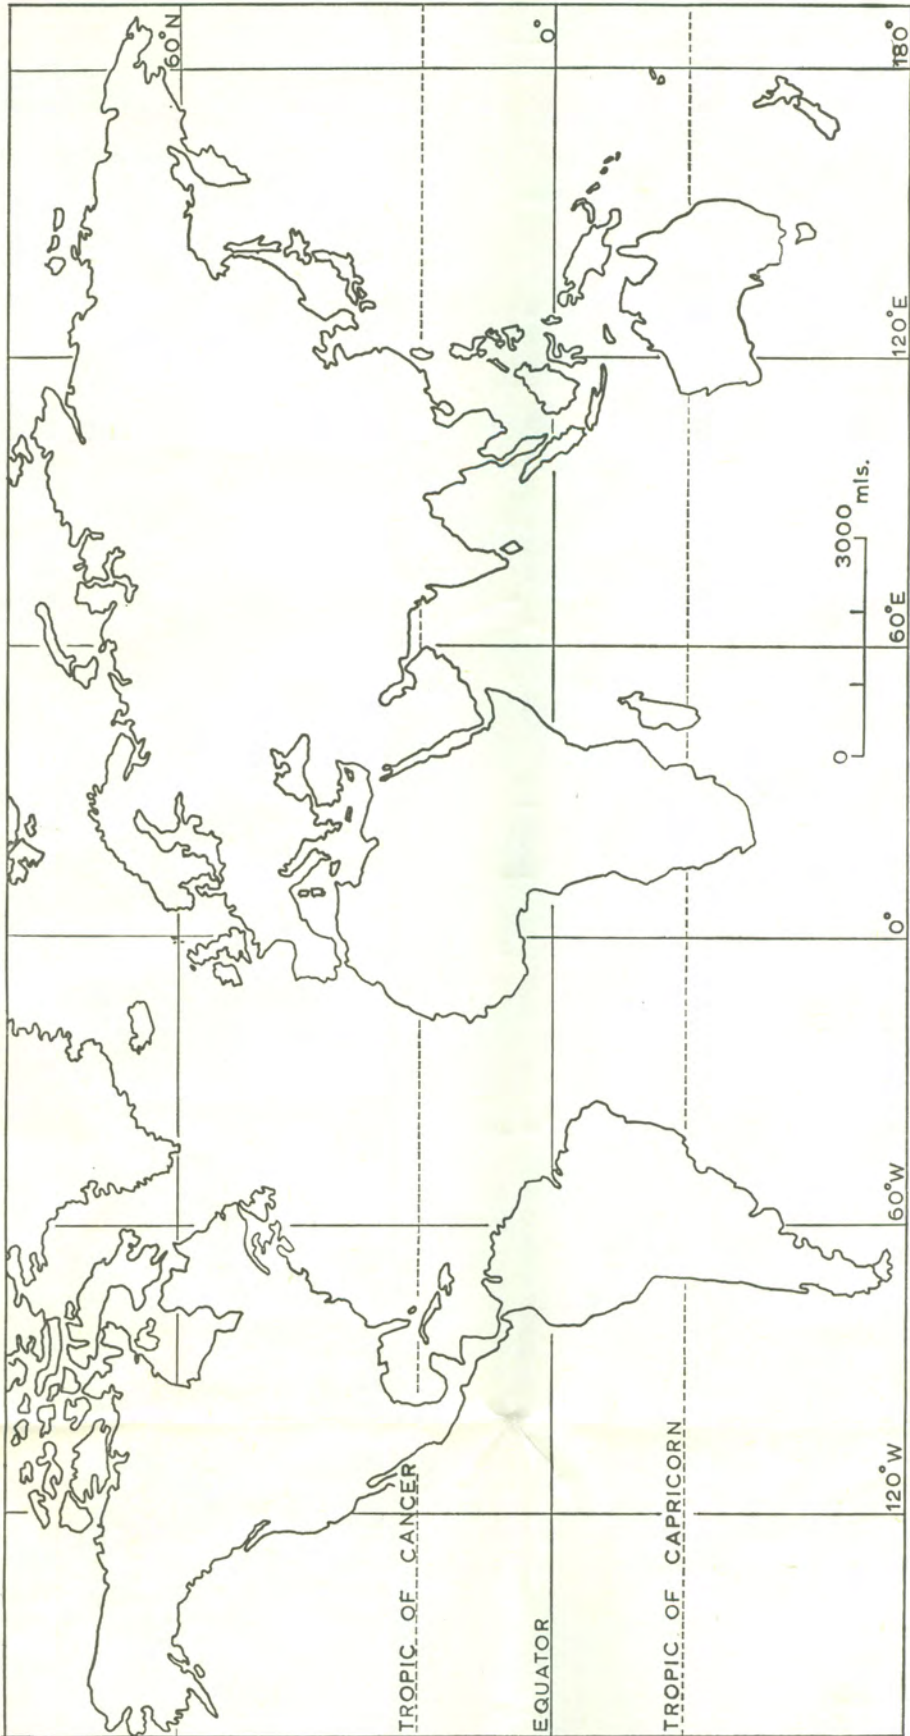 60°N
0°
TROPIC OF CANCER
EQUATOR
TROPIC OF CAPRICORN
0 3000 mls.
120°W
60°W
0°
60°E
120°E
180°